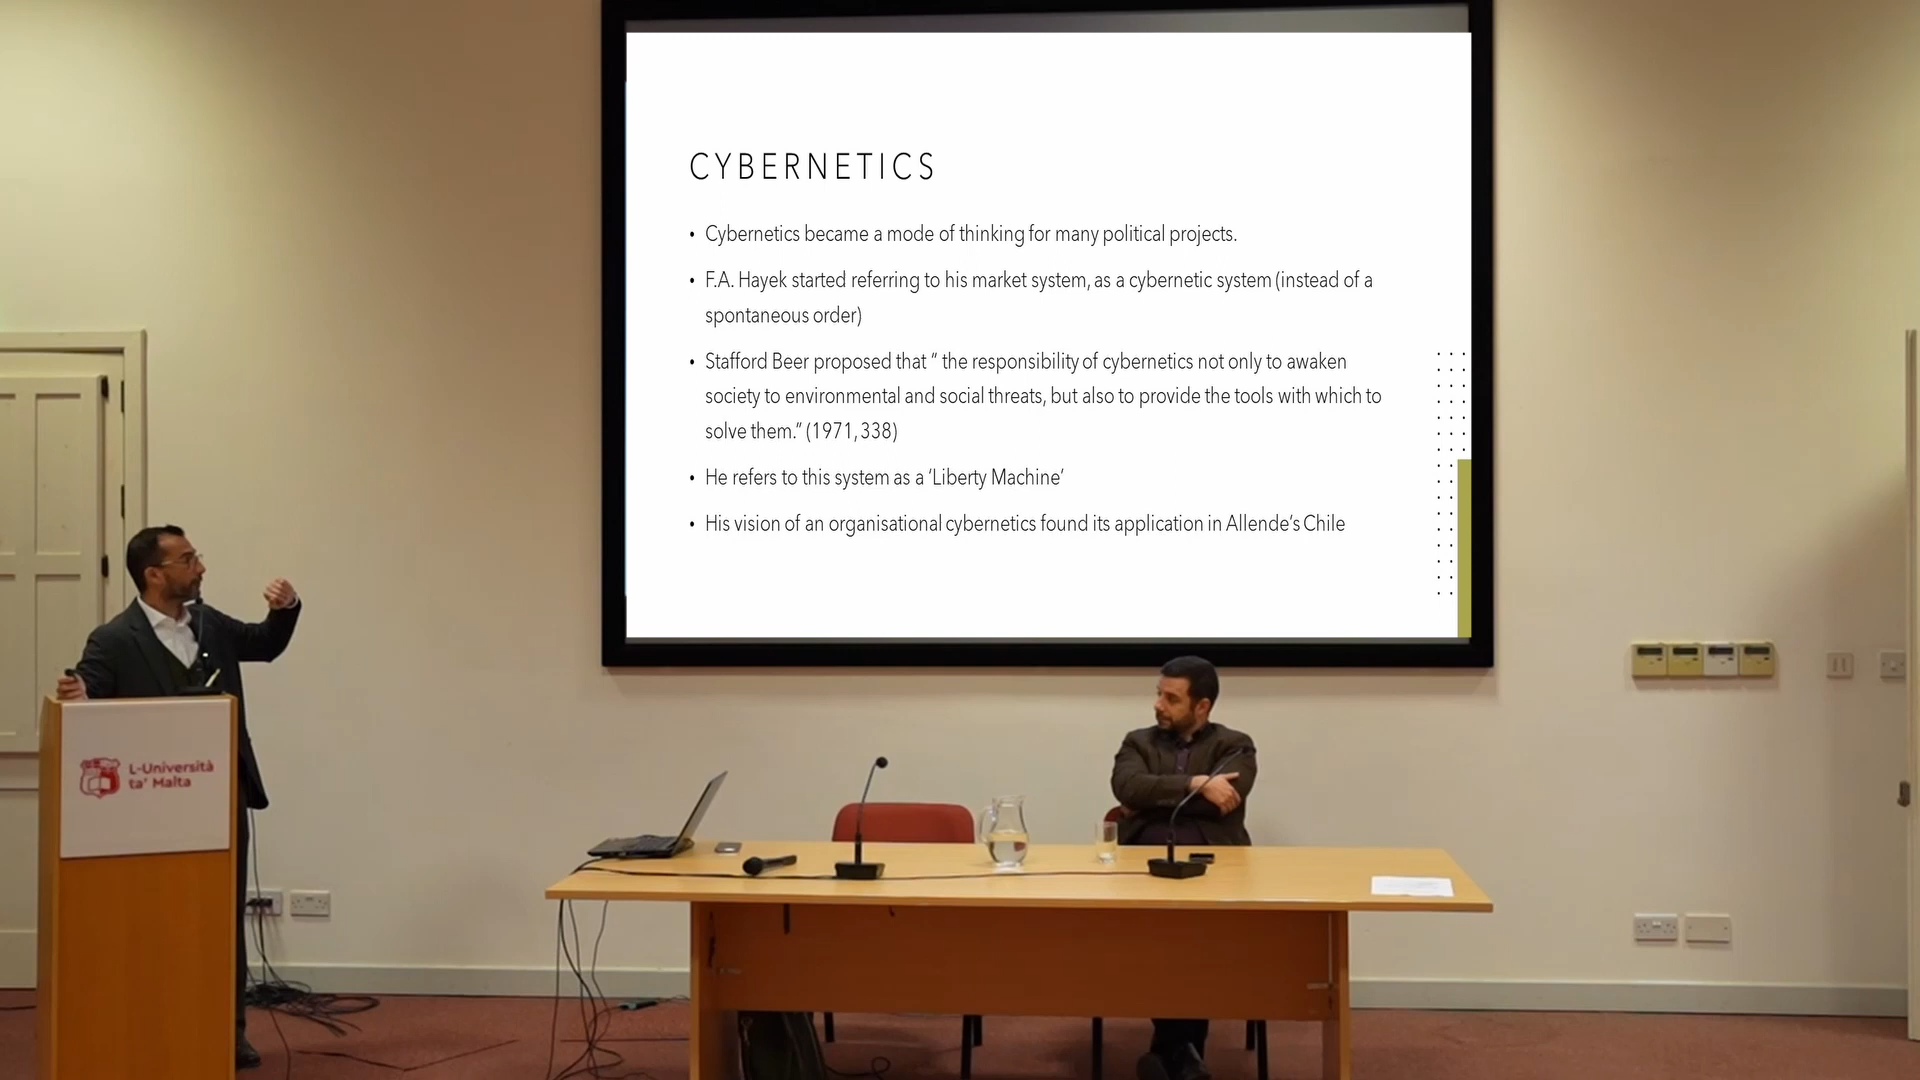 CYBERNETICS
• Cybernetics became a mode of thinking for many political projects.
• F.A. Hayek started referring to his market system, as a cybernetic system (instead of a
spontaneous order)
• Stafford Beer proposed that “ the responsibility of cybernetics not only to awaken
society to environmental and social threats, but also to provide the tools with which to
solve them.” (1971, 338)
• He refers to this system as a ‘Liberty Machine’
• His vision of an organisational cybernetics found its application in Allende’s Chile
L-Università
ta' Malta